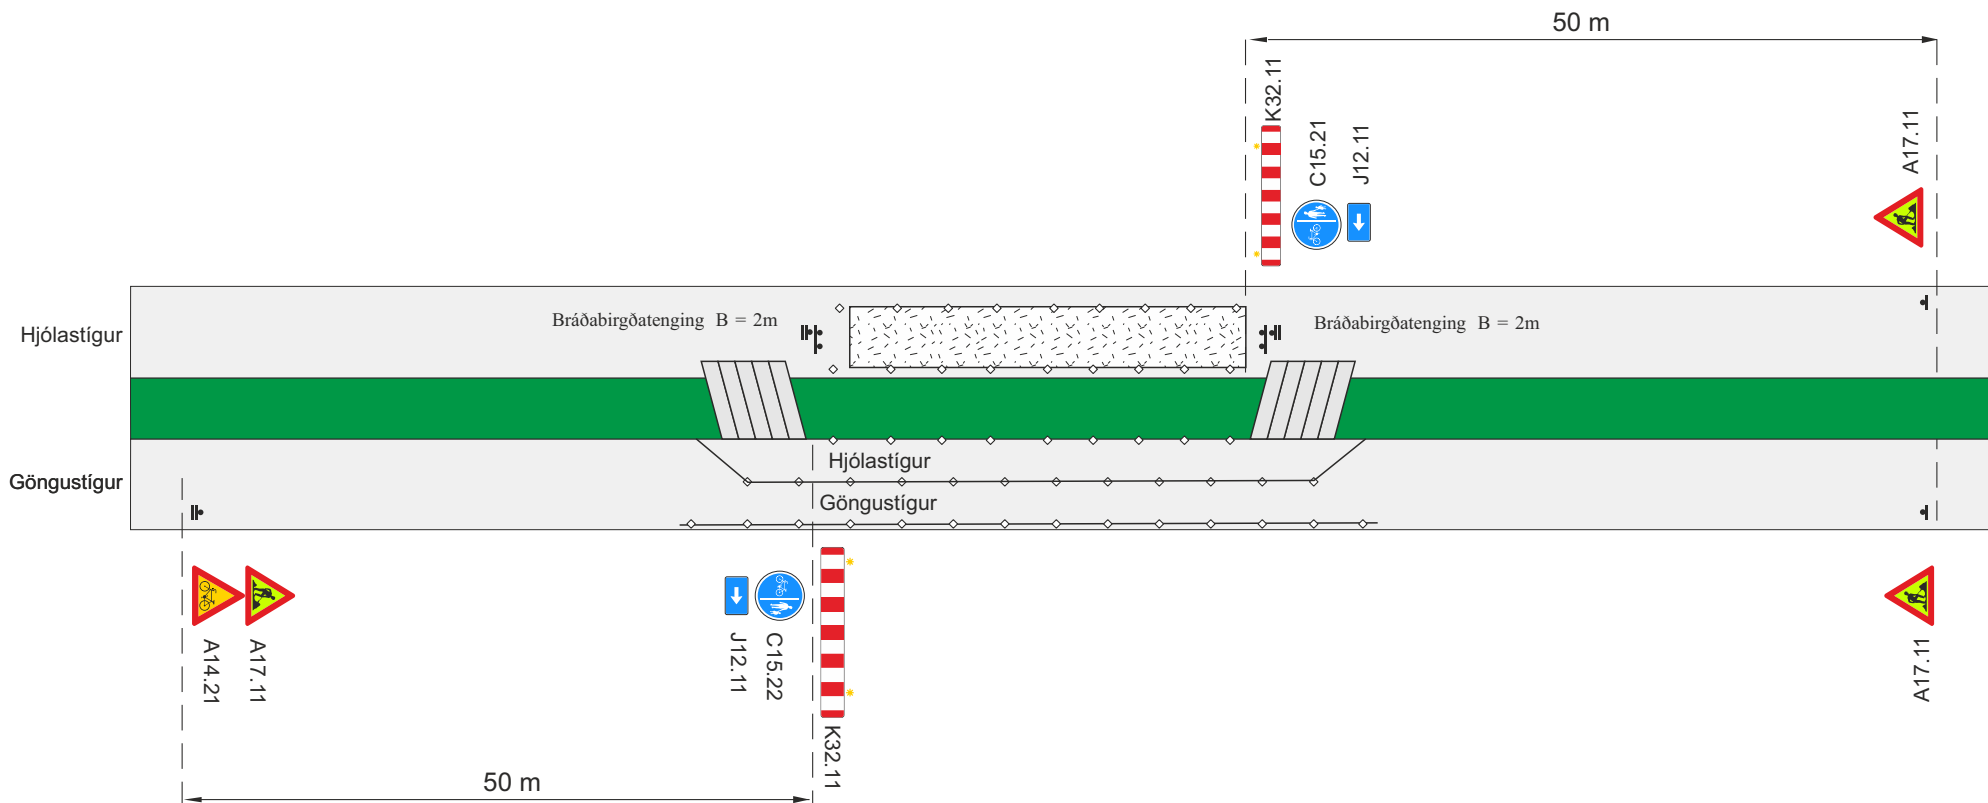 50 m
K32.11
C15.21
J12.11
A17.11
Bráðabirgðatenging B = 2m
Bráðabirgðatenging B = 2m
Hjólastígur
Hjólastígur
Göngustígur
Göngustígur
A14.21
A17.11
J12.11
C15.22
K32.11
A17.11
50 m